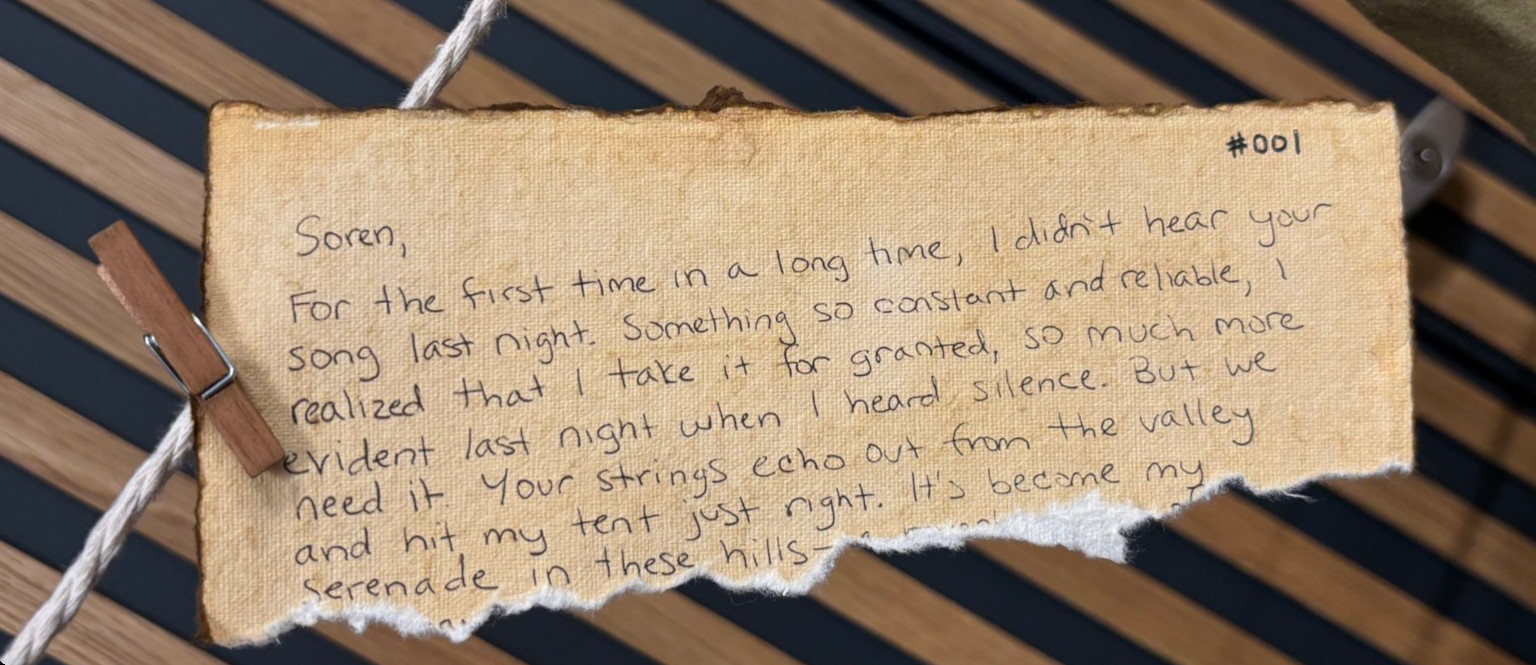 #001
Soren,
For the first time in a long time, I didn't hear your
song last night. Something so constant and reliable, I
realized that I take it for granted, so much more
evident last night when I heard silence. But we
need it. Your strings echo out from the valley
and hit my tent just right. It's become my
serenade in these hills-